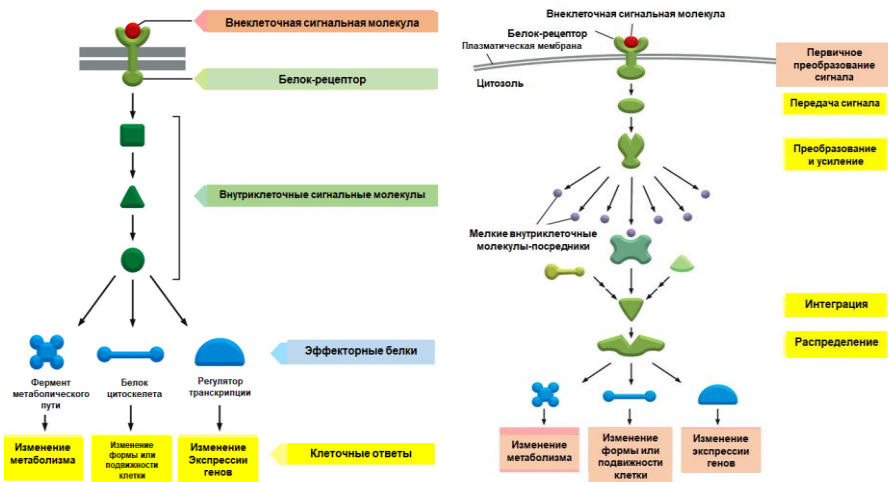 Внеклеточная сигнальная молекула
Белок-рецептор
Внутриклеточные сигнальные молекулы
Эффекторные белки
Фермент
метаболического
пути
Белок
цитоскелета
Регулятор
транскрипции
Изменение
метаболизма
Изменение
формы или
подвижности
клетки
Изменение
Экспрессии
генов
Клеточные ответы
Внеклеточная сигнальная молекула
Белок-рецептор
Плазматическая мембрана
Цитозоль
Первичное
преобразование
сигнала
Передача сигнала
Преобразование
и усиление
Мелкие внутриклеточные
молекулы-посредники
Интеграция
Распределение
Изменение
метаболизма
Изменение
формы или
подвижности
клетки
Изменение
экспрессии
генов